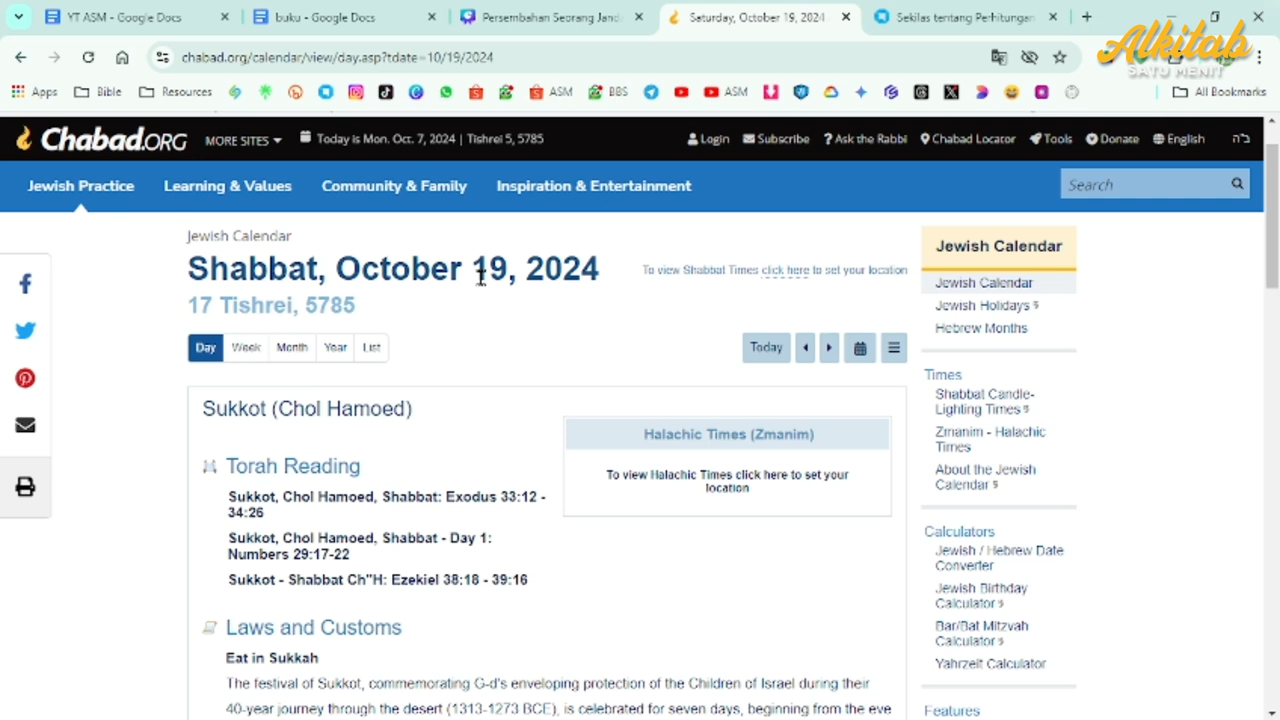 YT ASM - Google Docs
buku - Google Docs
Persembahan Seorang Jand
Saturday, October 19, 2024
Sekilas tentang Perhitungan
Alkitab
SATU MENIT
chabad.org/calendar/view/day.asp?tdate=10/19/2024
Apps
Bible
Resources
ASM
BBS
ASM
All Bookmarks
Chabad.ORG
MORE SITES
Today is Mon. Oct. 7, 2024 | Tishrei 5, 5785
Login
Subscribe
? Ask the Rabbi
Chabad Locator
Tools
Donate
English
ב"ה
Jewish Practice
Learning & Values
Community & Family
Inspiration & Entertainment
Search
Jewish Calendar
Shabbat, October 19, 2024
To view Shabbat Times click here to set your location
17 Tishrei, 5785
Day
Week
Month
Year
List
Today
Sukkot (Chol Hamoed)
Halachic Times (Zmanim)
To view Halachic Times click here to set your
location
Torah Reading
Sukkot, Chol Hamoed, Shabbat: Exodus 33:12 -
34:26
Sukkot, Chol Hamoed, Shabbat - Day 1:
Numbers 29:17-22
Sukkot - Shabbat Ch"H: Ezekiel 38:18 - 39:16
Laws and Customs
Eat in Sukkah
The festival of Sukkot, commemorating G-d's enveloping protection of the Children of Israel during their
40-year journey through the desert (1313-1273 BCE), is celebrated for seven days, beginning from the eve
Jewish Calendar
Jewish Calendar
Jewish Holidays
Hebrew Months
Times
Shabbat Candle-
Lighting Times
Zmanim - Halachic
Times
About the Jewish
Calendar
Calculators
Jewish / Hebrew Date
Converter
Jewish Birthday
Calculator
Bar/Bat Mitzvah
Calculator
Yahrzeit Calculator
Features